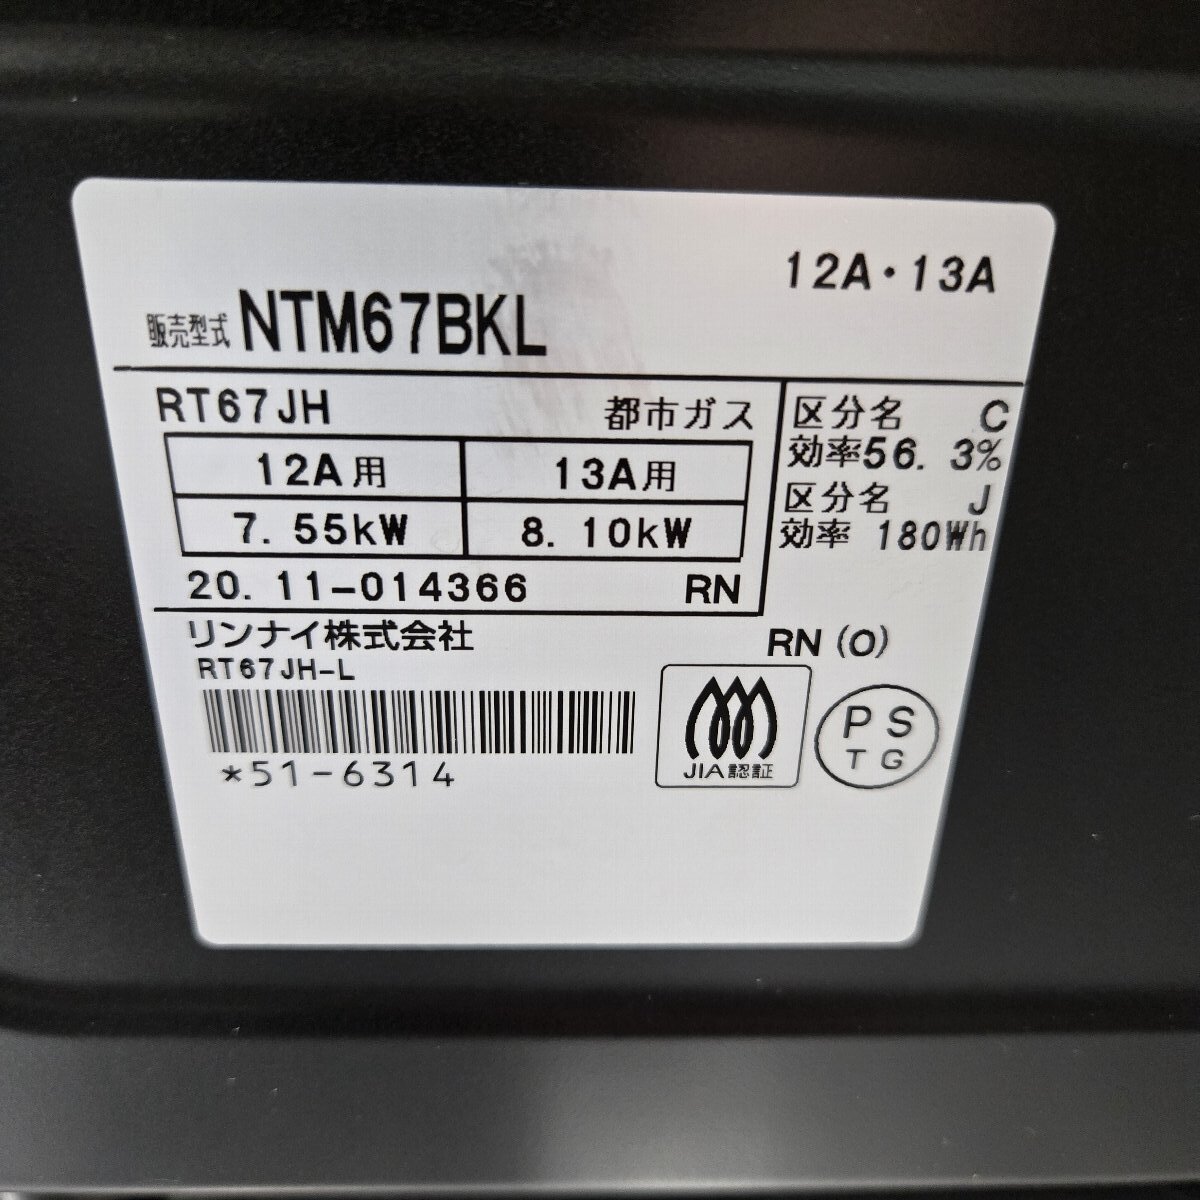 12A・13A
販売型式 NTM67BKL
RT67JH 都市ガス
12A用 13A用
7.55kW 8.10kW
20.11-014366 RN
区分名 C
効率56.3%
区分名 J
効率 180Wh
リンナイ株式会社
RN (O)
RT67JH-L
*51-6314
JIA認証
PS
TG